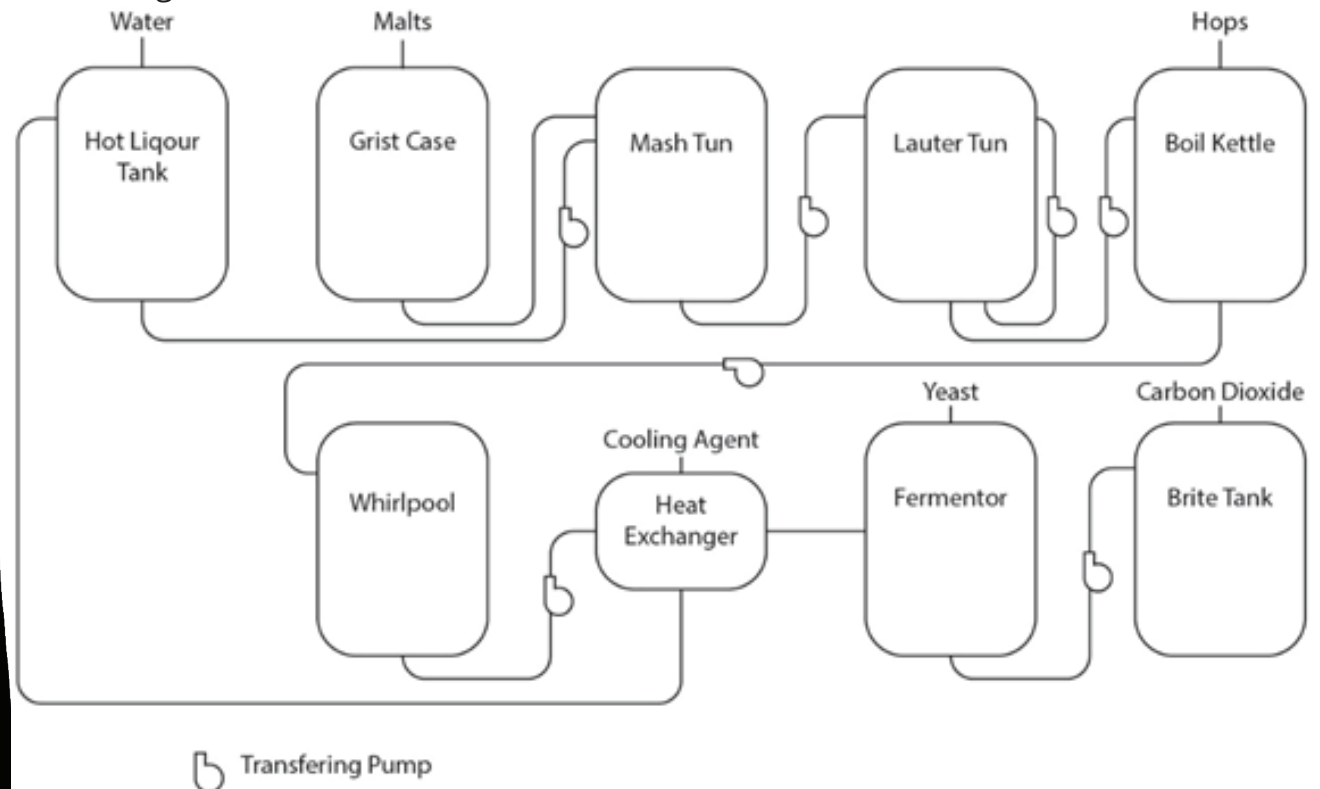 Water
Malts
Hops
Hot Liqour
Tank
Grist Case
Mash Tun
Lauter Tun
Boil Kettle
Yeast
Carbon Dioxide
Cooling Agent
Whirlpool
Heat
Exchanger
Fermentor
Brite Tank
Transfering Pump